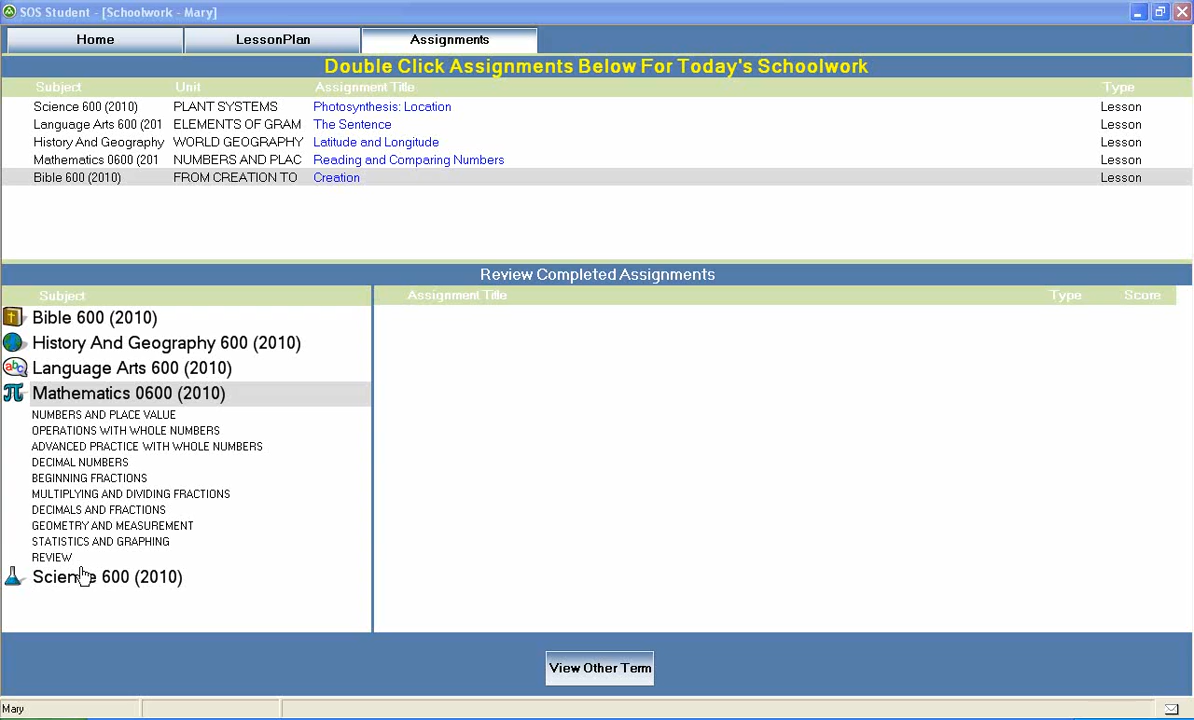 SOS Student - [Schoolwork - Mary]
Home LessonPlan Assignments
Double Click Assignments Below For Today's Schoolwork
Subject Unit Assignment Title Type
Science 600 (2010) PLANT SYSTEMS Photosynthesis: Location Lesson
Language Arts 600 (201 ELEMENTS OF GRAM The Sentence Lesson
History And Geography WORLD GEOGRAPHY Latitude and Longitude Lesson
Mathematics 0600 (201 NUMBERS AND PLAC Reading and Comparing Numbers Lesson
Bible 600 (2010) FROM CREATION TO Creation Lesson
Review Completed Assignments
Subject Assignment Title Type Score
Bible 600 (2010)
History And Geography 600 (2010)
abc Language Arts 600 (2010)
π Mathematics 0600 (2010)
NUMBERS AND PLACE VALUE
OPERATIONS WITH WHOLE NUMBERS
ADVANCED PRACTICE WITH WHOLE NUMBERS
DECIMAL NUMBERS
BEGINNING FRACTIONS
MULTIPLYING AND DIVIDING FRACTIONS
DECIMALS AND FRACTIONS
GEOMETRY AND MEASUREMENT
STATISTICS AND GRAPHING
REVIEW
Science 600 (2010)
View Other Term
Mary